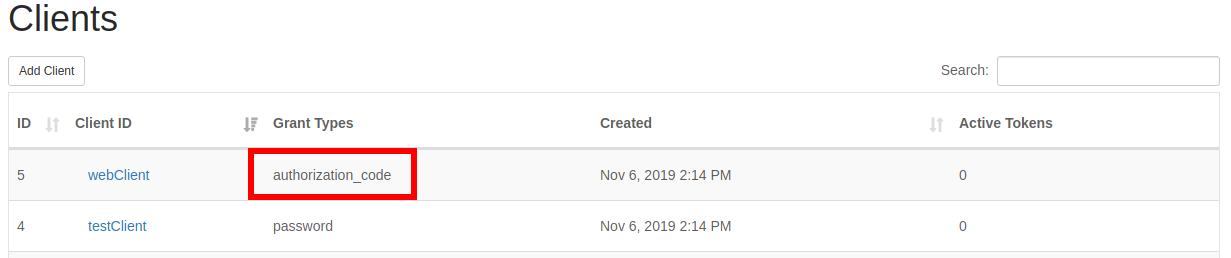 Clients
Add Client Search:
ID Client ID Grant Types Created Active Tokens
5 webClient authorization_code Nov 6, 2019 2:14 PM 0
4 testClient password Nov 6, 2019 2:14 PM 0